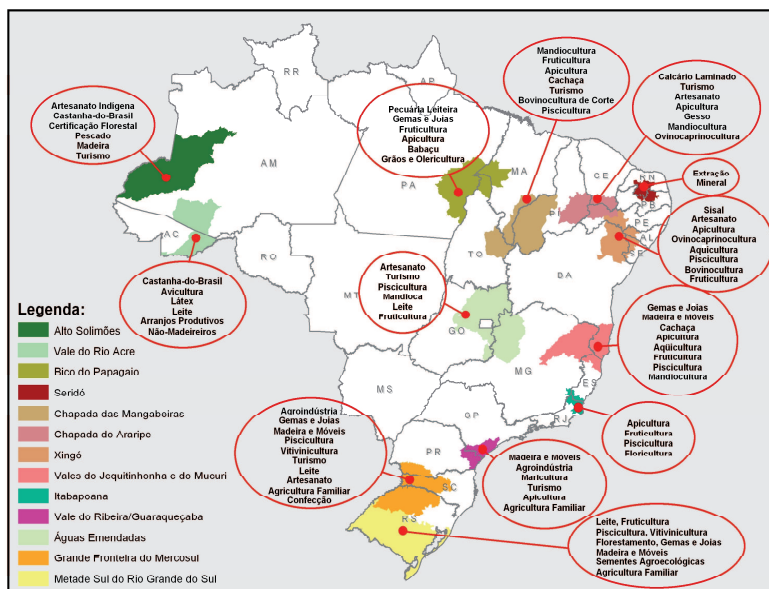 RR
AP
AM
PA
MA
CE
RN
PB
PE
AL
SE
PI
AC
RO
TO
BA
MT
GO
MG
ES
MS
SP
RJ
PR
SC
RS
Artesanato Indígena
Castanha-do-Brasil
Certificação Florestal
Pescado
Madeira
Turismo
Pecuária Leiteira
Gemas e Joias
Fruticultura
Apicultura
Babaçu
Grãos e Olericultura
Mandiocultura
Fruticultura
Apicultura
Cachaça
Turismo
Bovinocultura de Corte
Piscicultura
Calcário Laminado
Turismo
Artesanato
Apicultura
Gesso
Mandiocultura
Ovinocaprinocultura
Extração
Mineral
Sisal
Artesanato
Apicultura
Ovinocaprinocultura
Aquicultura
Piscicultura
Bovinocultura
Fruticultura
Castanha-do-Brasil
Avicultura
Látex
Leite
Arranjos Produtivos
Não-Madeireiros
Artesanato
Turismo
Piscicultura
Mandioca
Leite
Fruticultura
Gemas e Joias
Madeira e Móveis
Cachaça
Apicultura
Aqüicultura
Fruticultura
Piscicultura
Mandiocultura
Apicultura
Fruticultura
Piscicultura
Floricultura
Agroindústria
Gemas e Joias
Madeira e Móveis
Piscicultura
Vitivinicultura
Turismo
Leite
Artesanato
Agricultura Familiar
Confecção
Madeira e Móveis
Agroindústria
Maricultura
Turismo
Apicultura
Agricultura Familiar
Leite, Fruticultura
Piscicultura, Vitivinicultura
Florestamento, Gemas e Joias
Madeira e Móveis
Sementes Agroecológicas
Agricultura Familiar
Legenda:
Alto Solimões
Vale do Rio Acre
Bico do Papagaio
Seridó
Chapada das Mangabeiras
Chapada do Araripe
Xingó
Vales do Jequitinhonha e do Mucuri
Itabapoana
Vale do Ribeira/Guaraqueçaba
Águas Emendadas
Grande Fronteira do Mercosul
Metade Sul do Rio Grande do Sul